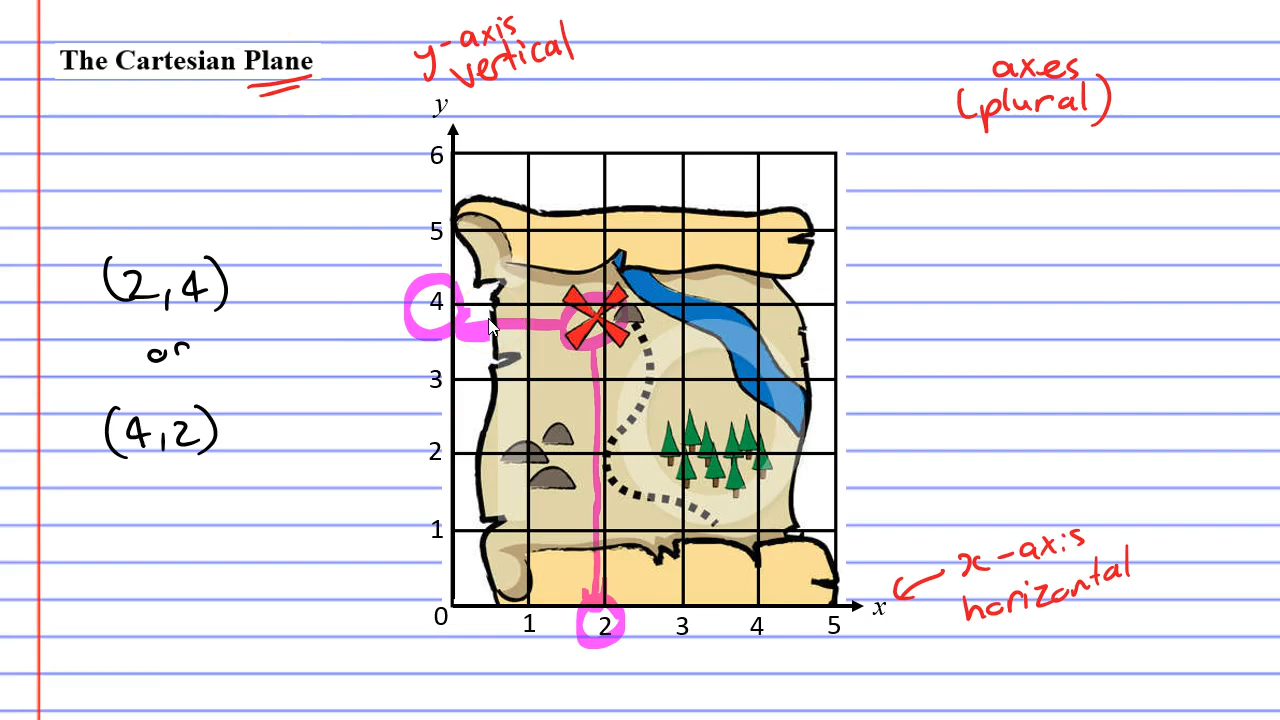 The Cartesian Plane
y-axis
vertical
axes
(plural)
y
6
5
4
3
2
1
0
1 2 3 4 5
x
(2,4)
or
(4,2)
x-axis
horizontal